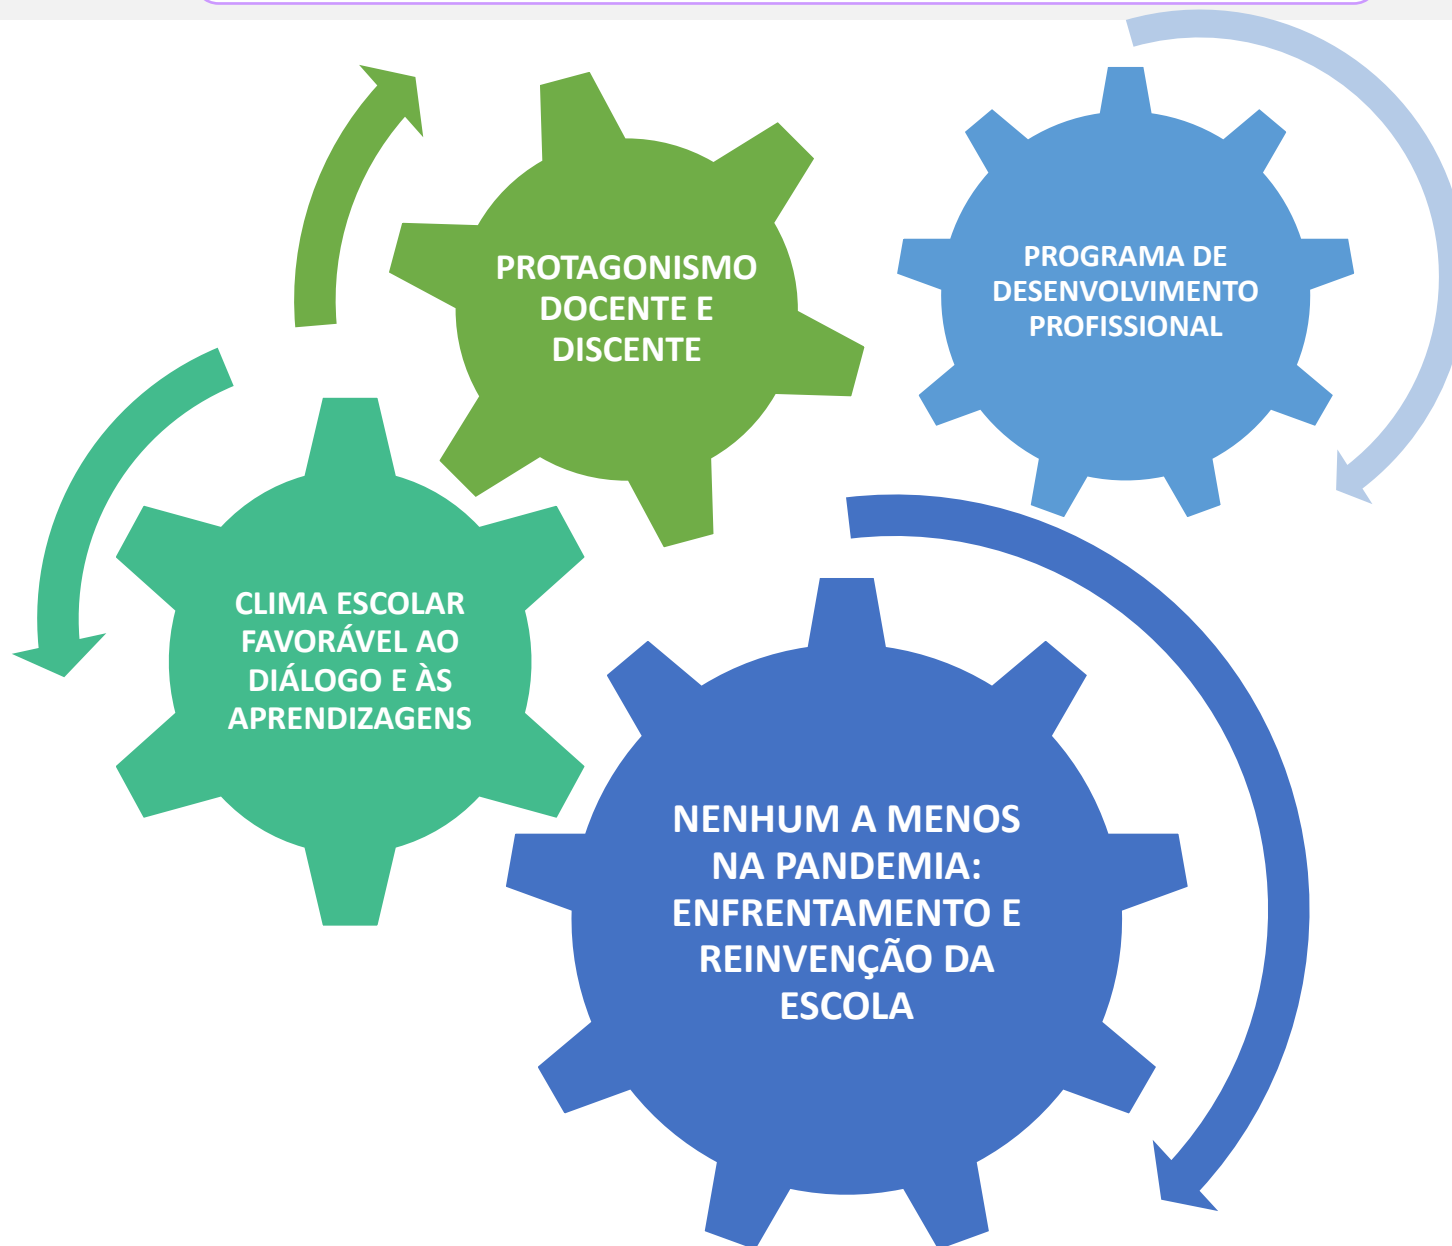 PROTAGONISMO
DOCENTE E
DISCENTE
PROGRAMA DE
DESENVOLVIMENTO
PROFISSIONAL
CLIMA ESCOLAR
FAVORÁVEL AO
DIÁLOGO E ÀS
APRENDIZAGENS
NENHUM A MENOS
NA PANDEMIA:
ENFRENTAMENTO E
REINVENÇÃO DA
ESCOLA